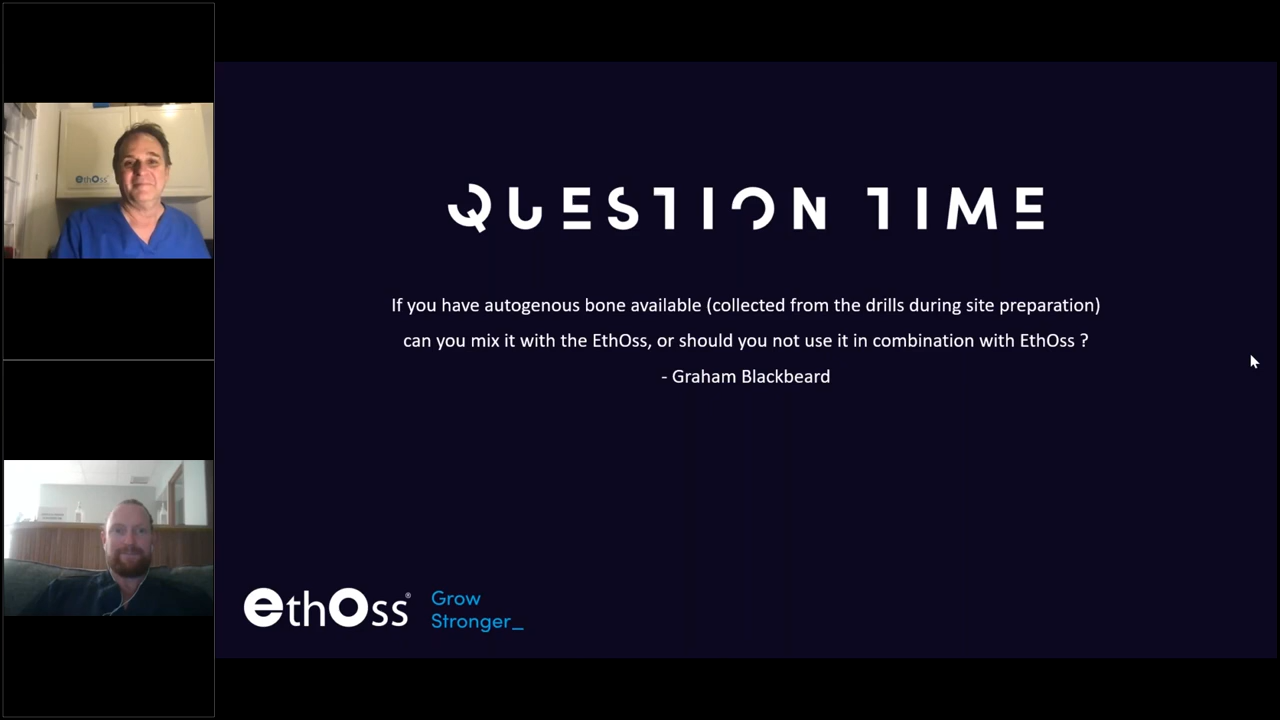 EthOss
QUESTION TIME
If you have autogenous bone available (collected from the drills during site preparation)
can you mix it with the EthOss, or should you not use it in combination with EthOss ?
- Graham Blackbeard
ethOss®
Grow
Stronger_